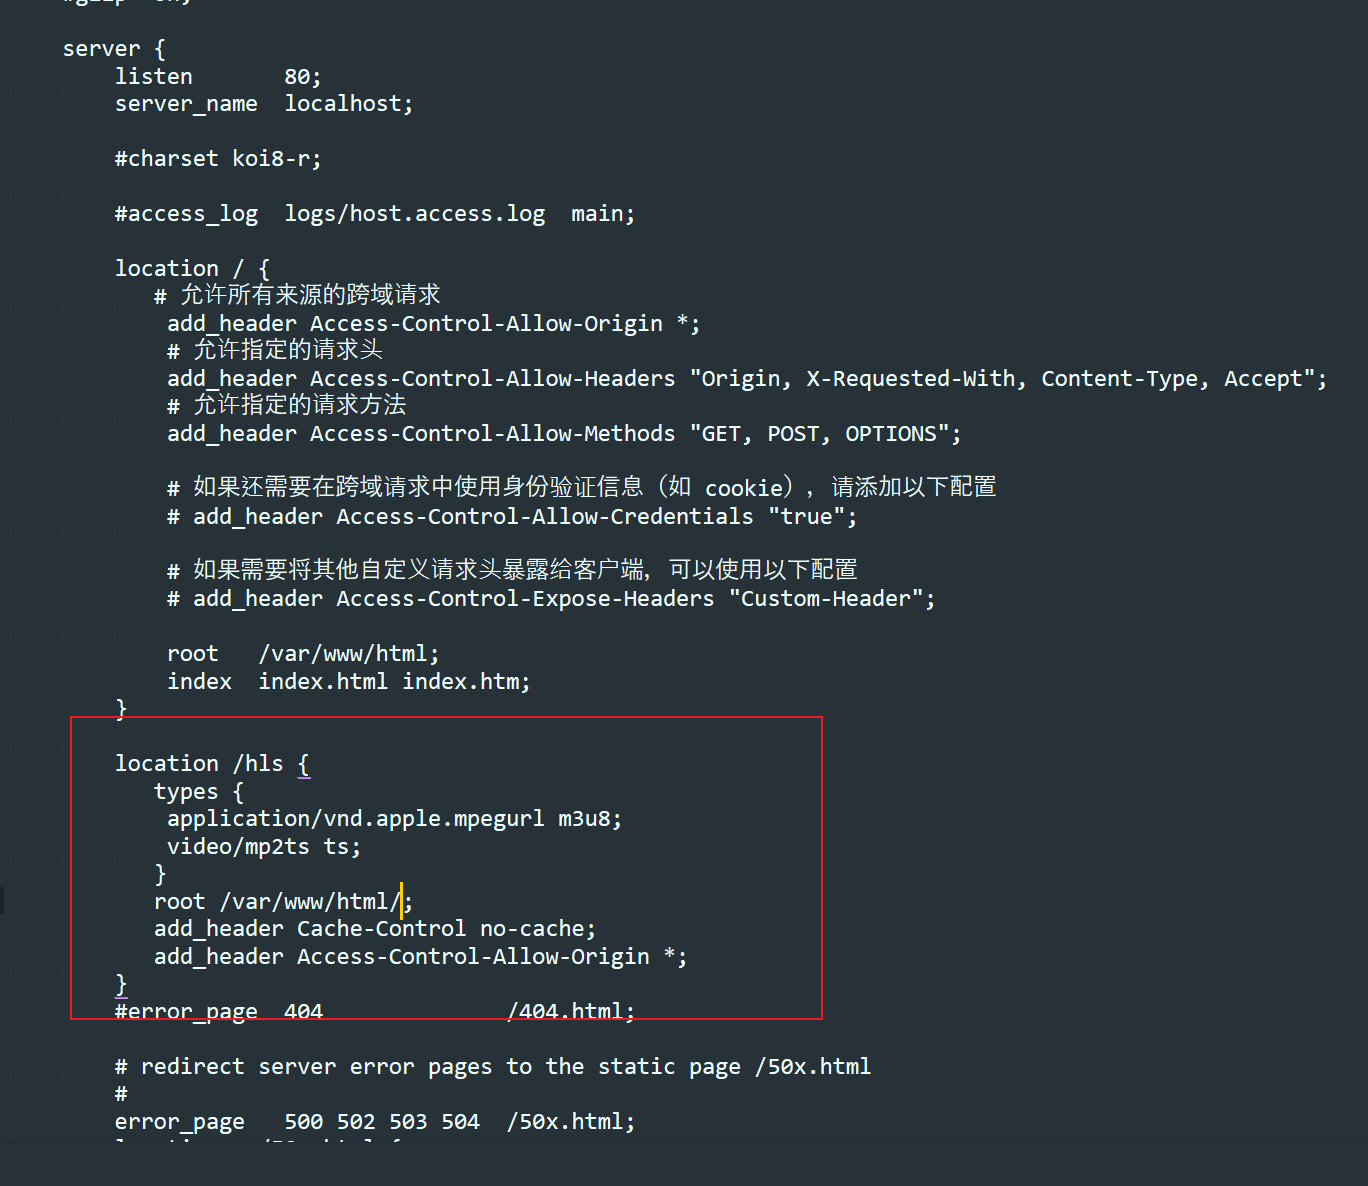 server {
listen       80;
server_name  localhost;
#charset koi8-r;
#access_log  logs/host.access.log  main;
location / {
# 允许所有来源的跨域请求
add_header Access-Control-Allow-Origin *;
# 允许指定的请求头
add_header Access-Control-Allow-Headers "Origin, X-Requested-With, Content-Type, Accept";
# 允许指定的请求方法
add_header Access-Control-Allow-Methods "GET, POST, OPTIONS";
# 如果还需要在跨域请求中使用身份验证信息（如 cookie），请添加以下配置
# add_header Access-Control-Allow-Credentials "true";
# 如果需要将其他自定义请求头暴露给客户端，可以使用以下配置
# add_header Access-Control-Expose-Headers "Custom-Header";
root   /var/www/html;
index  index.html index.htm;
}
location /hls {
types {
application/vnd.apple.mpegurl m3u8;
video/mp2ts ts;
}
root /var/www/html/;
add_header Cache-Control no-cache;
add_header Access-Control-Allow-Origin *;
}
#error_page  404              /404.html;
# redirect server error pages to the static page /50x.html
#
error_page   500 502 503 504  /50x.html;